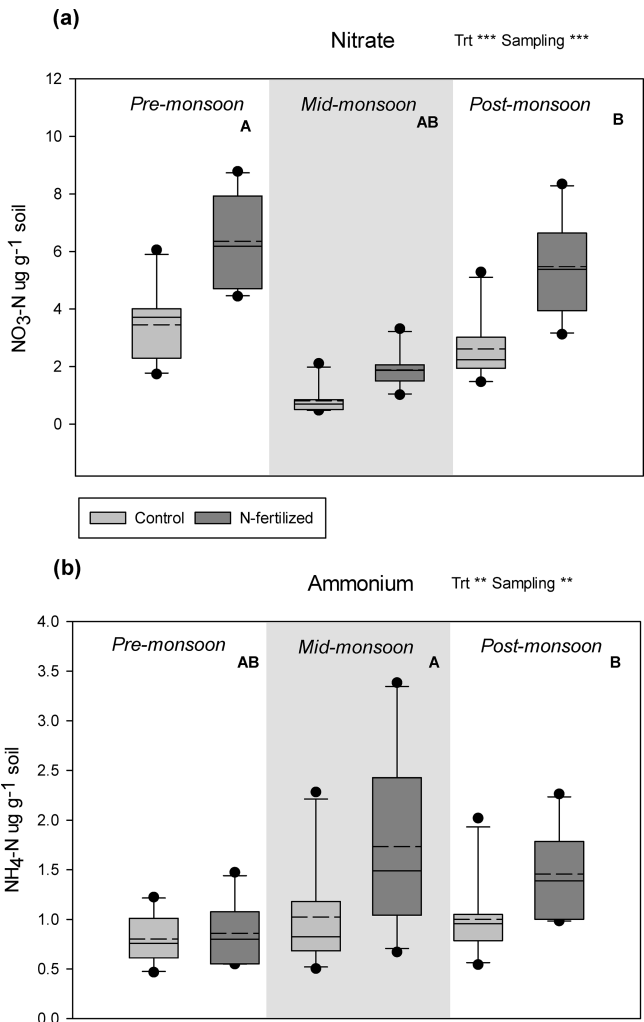 (a)
Nitrate Trt *** Sampling ***
12
Pre-monsoon Mid-monsoon Post-monsoon
A AB B
10
8
6
4
2
0
NO3-N ug g-1 soil
Control N-fertilized
(b)
Ammonium Trt ** Sampling **
4.0
Pre-monsoon Mid-monsoon Post-monsoon
AB A B
3.5
3.0
2.5
2.0
1.5
1.0
0.5
0.0
NH4-N ug g-1 soil